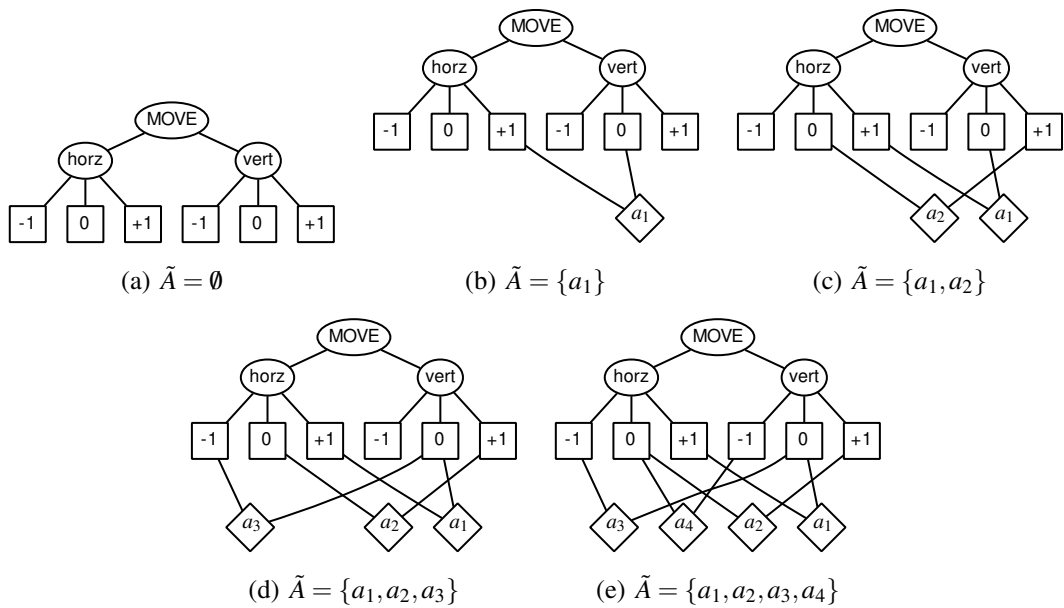 MOVE
horz vert
-1 0 +1 -1 0 +1
(a) Ã = ∅
MOVE
horz vert
-1 0 +1 -1 0 +1
a₁
(b) Ã = {a₁}
MOVE
horz vert
-1 0 +1 -1 0 +1
a₂ a₁
(c) Ã = {a₁,a₂}
MOVE
horz vert
-1 0 +1 -1 0 +1
a₃ a₂ a₁
(d) Ã = {a₁,a₂,a₃}
MOVE
horz vert
-1 0 +1 -1 0 +1
a₃ a₄ a₂ a₁
(e) Ã = {a₁,a₂,a₃,a₄}